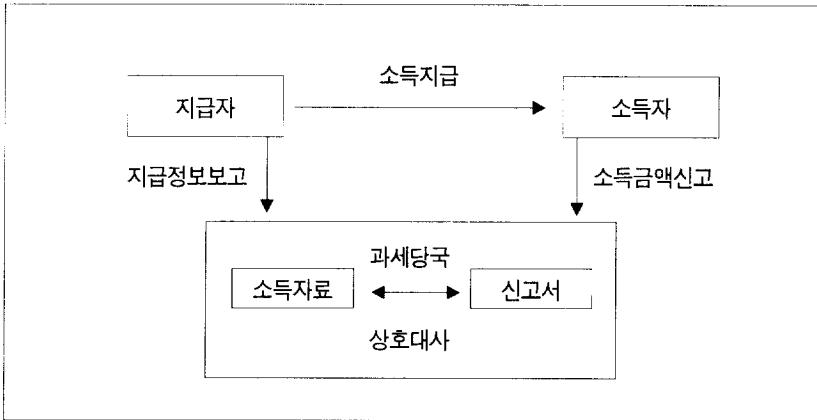 소득지급
지급자
소득자
지급정보보고
소득금액신고
과세당국
소득자료
신고서
상호대사